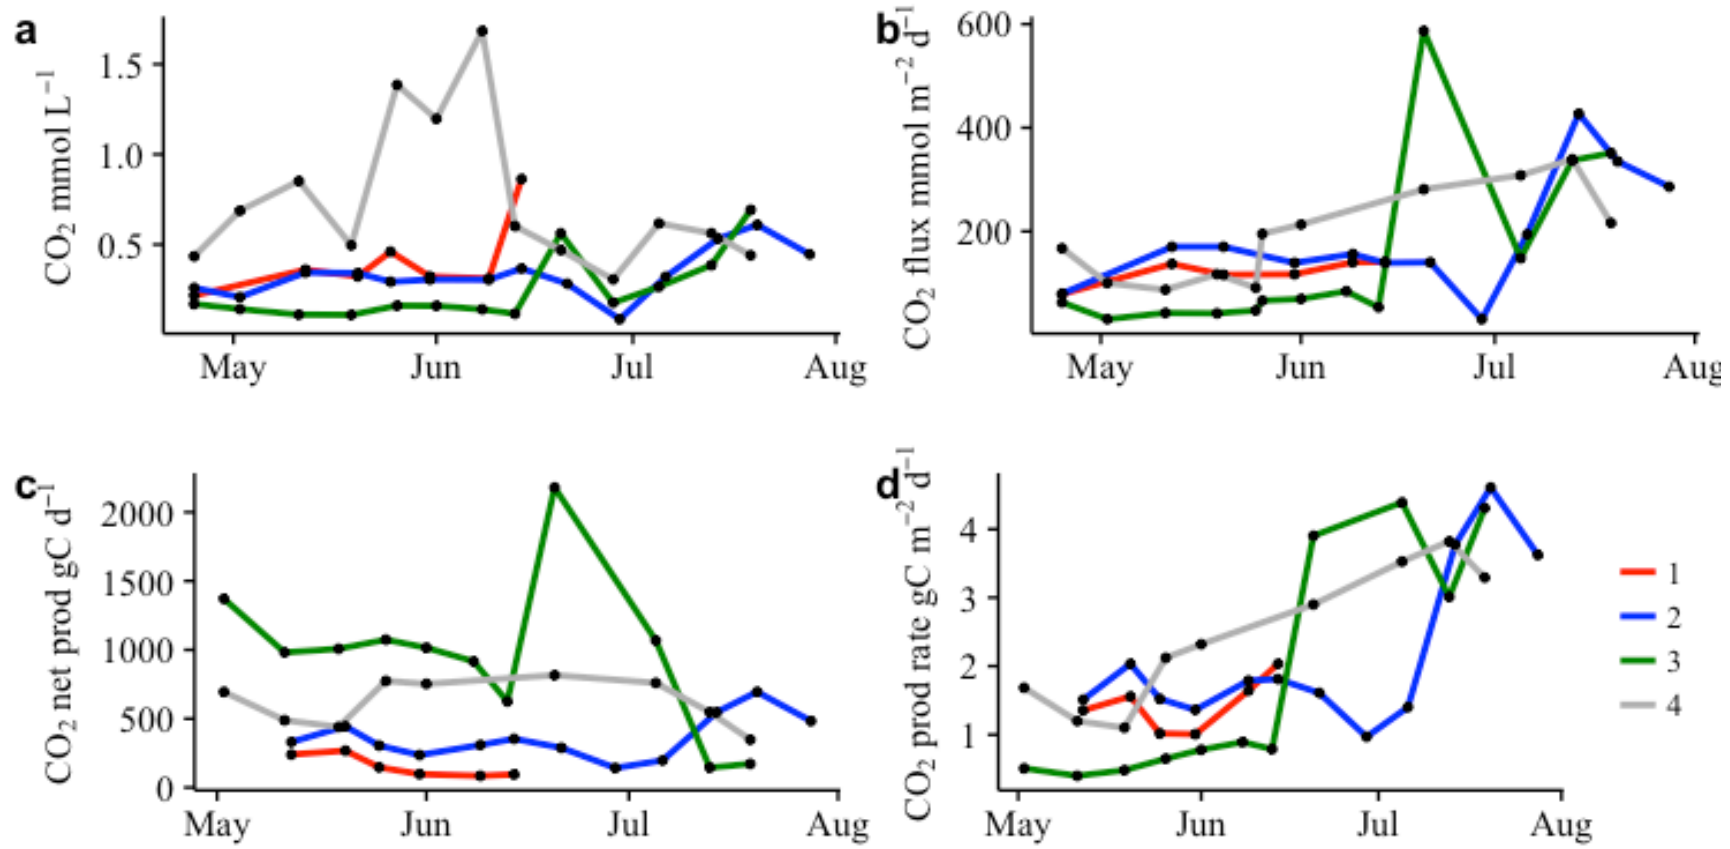 a
CO₂ mmol L⁻¹
1.5
1.0
0.5
May Jun Jul Aug
b
CO₂ flux mmol m⁻² d⁻¹
600
400
200
May Jun Jul Aug
c
CO₂ net prod gC d⁻¹
2000
1500
1000
500
0
May Jun Jul Aug
d
CO₂ prod rate gC m⁻² d⁻¹
4
3
2
1
May Jun Jul Aug
1
2
3
4